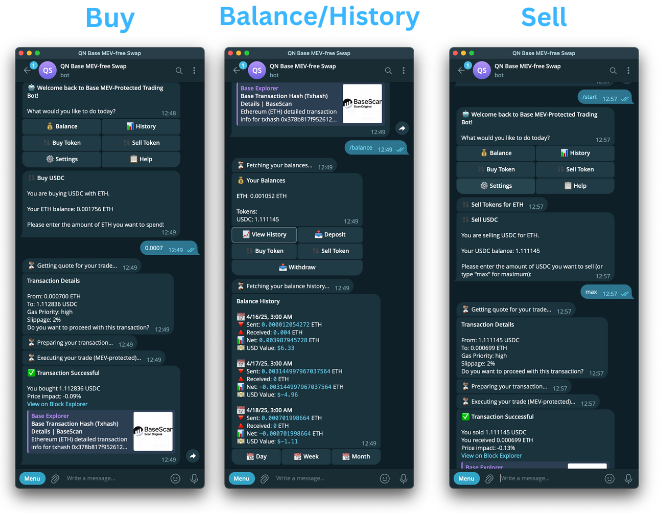 Buy
QN Base MEV-free Swap
1
QS
QN Base MEV-free Swap
bot
Welcome back to Base MEV-Protected Trading
Bot!
What would you like to do today?
12:48
Balance
History
Buy Token
Sell Token
Settings
Help
Buy USDC
You are buying USDC with ETH.
Your ETH balance: 0.001756 ETH
Please enter the amount of ETH you want to spend:
12:49
0.0007 12:49
Getting quote for your trade... 12:49
Transaction Details
From: 0.000700 ETH
To: 1.112836 USDC
Gas Priority: high
Slippage: 2%
Do you want to proceed with this transaction? 12:49
Preparing your transaction... 12:49
Executing your trade (MEV-protected)... 12:49
Transaction Successful
You bought 1.112836 USDC
Price impact: -0.09%
View on Block Explorer
Base Explorer
Base Transaction Hash (Txhash)
Details | BaseScan
Ethereum (ETH) detailed transaction
info for txhash 0x378b817f952612...
BaseScan
12:49
Menu
Write a message...
Balance/History
QN Base MEV-free Swap
1
QS
QN Base MEV-free Swap
bot
Base Explorer
Base Transaction Hash (Txhash)
Details | BaseScan
Ethereum (ETH) detailed transaction
info for txhash 0x378b817f952612...
BaseScan
12:49
/balance 12:49
Fetching your balances... 12:49
Your Balances
ETH: 0.001052 ETH
Tokens:
USDC: 1.111145
12:49
View History
Deposit
Buy Token
Sell Token
Withdraw
Fetching your balance history... 12:49
Balance History
4/16/25, 3:00 AM
Sent: 0.000012054272 ETH
Received: 0.004 ETH
Net: 0.003987945728 ETH
USD Value: $6.33
4/17/25, 3:00 AM
Sent: 0.003144997967037564 ETH
Received: 0 ETH
Net: -0.003144997967037564 ETH
USD Value: $-4.96
4/18/25, 3:00 AM
Sent: 0.000701998664 ETH
Received: 0 ETH
Net: -0.000701998664 ETH
USD Value: $-1.11
12:49
Day
Week
Month
Menu
Write a message...
Sell
QN Base MEV-free Swap
1
QS
QN Base MEV-free Swap
bot
/start 12:57
Welcome back to Base MEV-Protected Trading
Bot!
What would you like to do today?
12:57
Balance
History
Buy Token
Sell Token
Settings
Help
Sell Tokens for ETH 12:57
Sell USDC
You are selling USDC for ETH.
Your USDC balance: 1.111145
Please enter the amount of USDC you want to sell (or
type "max" for maximum):
12:57
max 12:57
Getting quote for your trade... 12:57
Transaction Details
From: 1.111145 USDC
To: 0.000699 ETH
Gas Priority: high
Slippage: 2%
Do you want to proceed with this transaction? 12:57
Preparing your transaction... 12:57
Executing your trade (MEV-protected)... 12:57
Transaction Successful
You sold 1.111145 USDC
You received 0.000699 ETH
Price impact: -0.13%
View on Block Explorer
Base Explorer
Menu
Write a message...